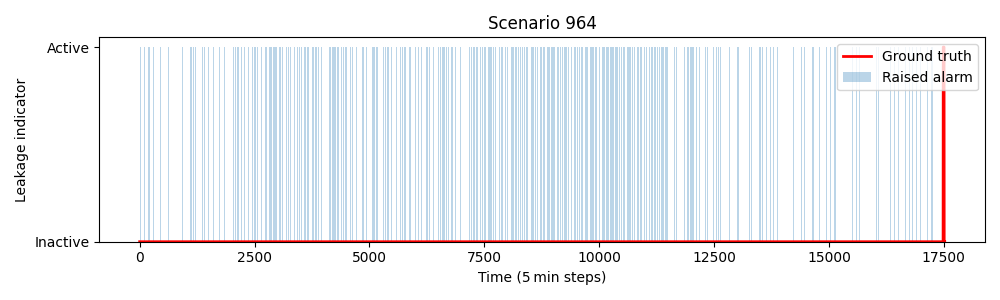 Scenario 964
Active
Inactive
Leakage indicator
Ground truth
Raised alarm
0 2500 5000 7500 10000 12500 15000 17500
Time (5 min steps)